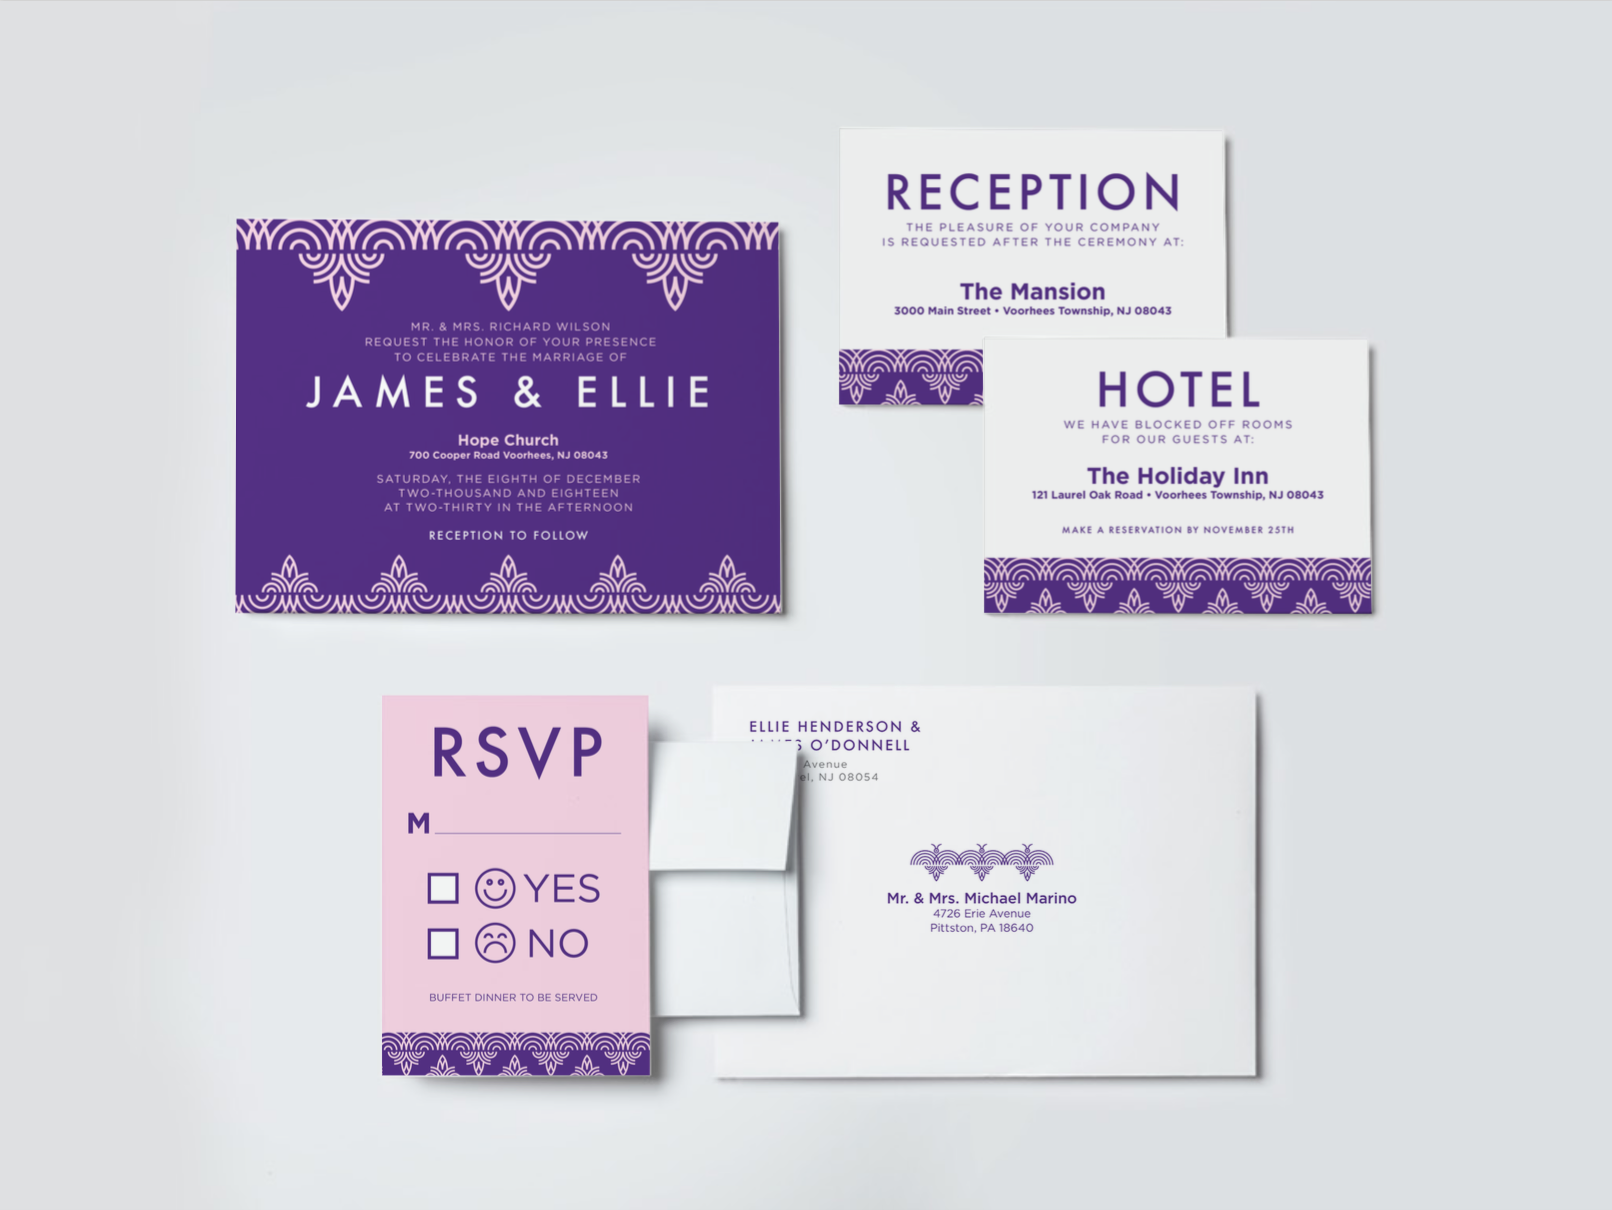 MR. & MRS. RICHARD WILSON
REQUEST THE HONOR OF YOUR PRESENCE
TO CELEBRATE THE MARRIAGE OF
JAMES & ELLIE
Hope Church
700 Cooper Road Voorhees, NJ 08043
SATURDAY, THE EIGHTH OF DECEMBER
TWO-THOUSAND AND EIGHTEEN
AT TWO-THIRTY IN THE AFTERNOON
RECEPTION TO FOLLOW
RECEPTION
THE PLEASURE OF YOUR COMPANY
IS REQUESTED AFTER THE CEREMONY AT:
The Mansion
3000 Main Street • Voorhees Township, NJ 08043
HOTEL
WE HAVE BLOCKED OFF ROOMS
FOR OUR GUESTS AT:
The Holiday Inn
121 Laurel Oak Road • Voorhees Township, NJ 08043
MAKE A RESERVATION BY NOVEMBER 25TH
RSVP
M
YES
NO
BUFFET DINNER TO BE SERVED
ELLIE HENDERSON &
JAMES O'DONNELL
Avenue
NJ 08054
Mr. & Mrs. Michael Marino
4726 Erie Avenue
Pittston, PA 18640